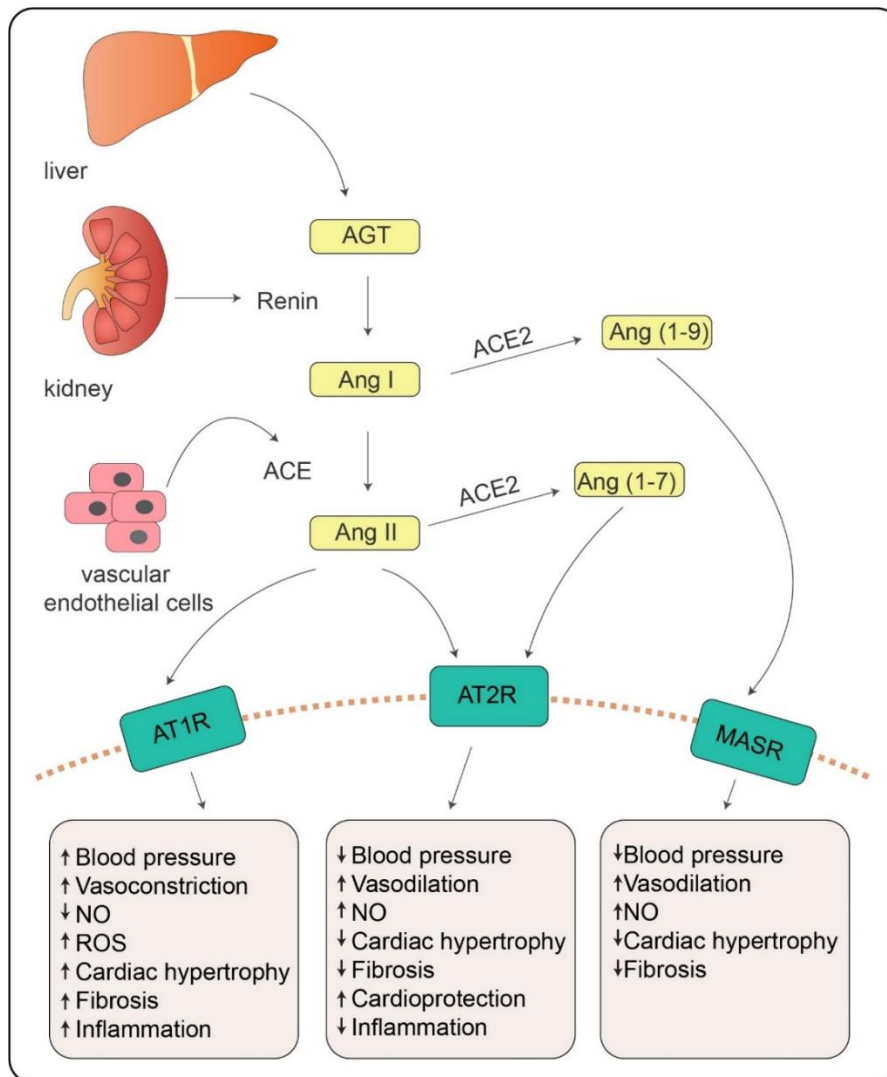 liver
AGT
Renin
kidney
Ang I
ACE2
Ang (1-9)
ACE
vascular
endothelial cells
Ang II
ACE2
Ang (1-7)
AT1R
AT2R
MASR
↑ Blood pressure
↑ Vasoconstriction
↓ NO
↑ ROS
↑ Cardiac hypertrophy
↑ Fibrosis
↑ Inflammation
↓ Blood pressure
↑ Vasodilation
↑ NO
↓ Cardiac hypertrophy
↓ Fibrosis
↑ Cardioprotection
↓ Inflammation
↓Blood pressure
↑Vasodilation
↑NO
↓Cardiac hypertrophy
↓Fibrosis